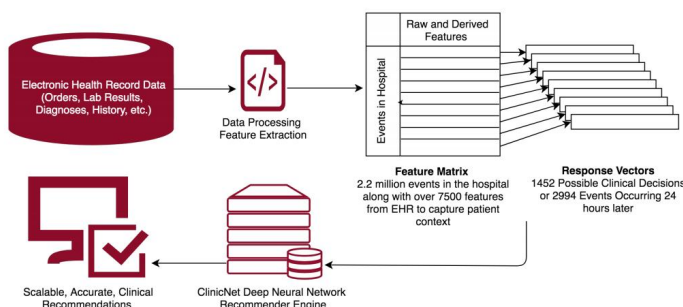 Electronic Health Record Data
(Orders, Lab Results,
Diagnoses, History, etc.)
</>
Data Processing
Feature Extraction
Raw and Derived
Features
Events in Hospital
Feature Matrix
2.2 million events in the hospital
along with over 7500 features
from EHR to capture patient
context
Response Vectors
1452 Possible Clinical Decisions
or 2994 Events Occurring 24
hours later
Scalable, Accurate, Clinical
Recommendations
ClinicNet Deep Neural Network
Recommender Engine